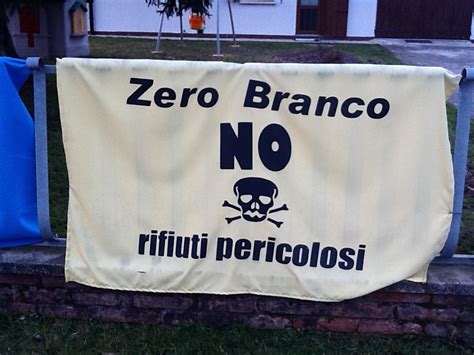 Zero Branco
NO
rifiuti pericolosi